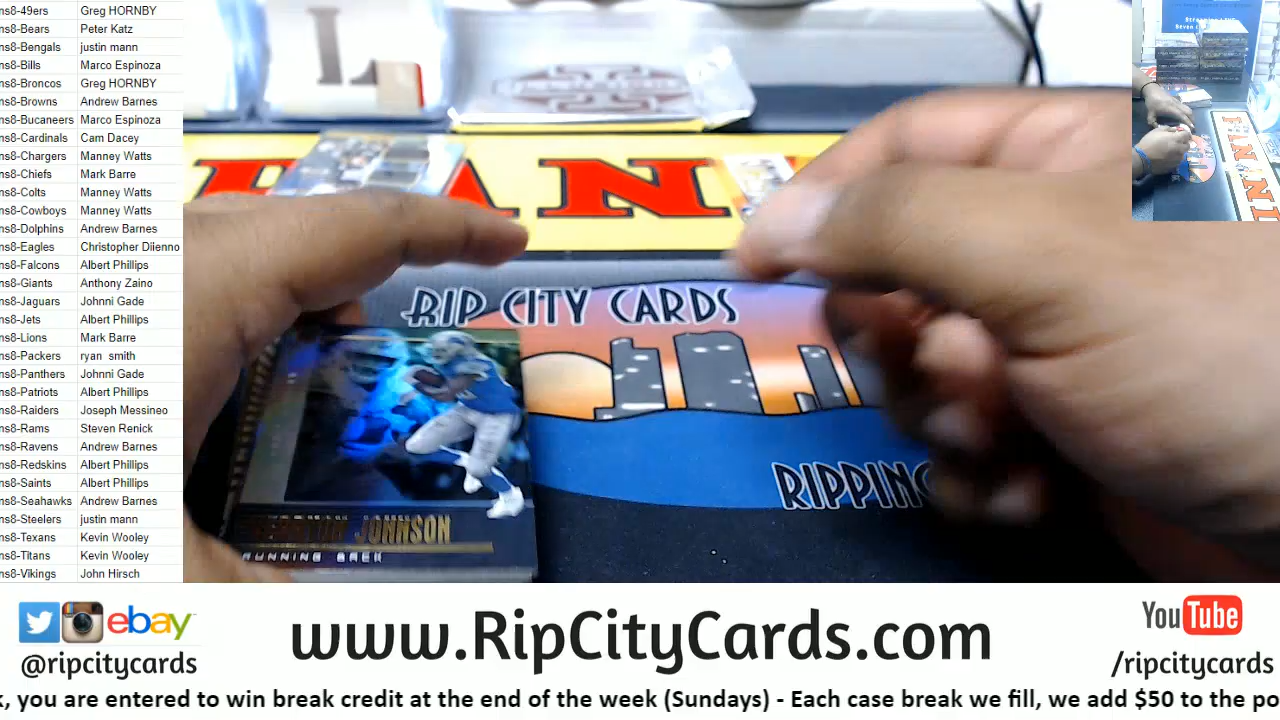 ns8-49ers Greg HORNBY
ns8-Bears Peter Katz
ns8-Bengals justin mann
ns8-Bills Marco Espinoza
ns8-Broncos Greg HORNBY
ns8-Browns Andrew Barnes
ns8-Bucaneers Marco Espinoza
ns8-Cardinals Cam Dacey
ns8-Chargers Manney Watts
ns8-Chiefs Mark Barre
ns8-Colts Manney Watts
ns8-Cowboys Manney Watts
ns8-Dolphins Andrew Barnes
ns8-Eagles Christopher Diienno
ns8-Falcons Albert Phillips
ns8-Giants Anthony Zaino
ns8-Jaguars Johnni Gade
ns8-Jets Albert Phillips
ns8-Lions Mark Barre
ns8-Packers ryan smith
ns8-Panthers Johnni Gade
ns8-Patriots Albert Phillips
ns8-Raiders Joseph Messineo
ns8-Rams Steven Renick
ns8-Ravens Andrew Barnes
ns8-Redskins Albert Phillips
ns8-Saints Albert Phillips
ns8-Seahawks Andrew Barnes
ns8-Steelers justin mann
ns8-Texans Kevin Wooley
ns8-Titans Kevin Wooley
ns8-Vikings John Hirsch
RIP CITY CARDS
RIPPING
JOHNSON
RUNNING BACK
ebay
@ripcitycards
www.RipCityCards.com
YouTube
/ripcitycards
k, you are entered to win break credit at the end of the week (Sundays) - Each case break we fill, we add $50 to the po